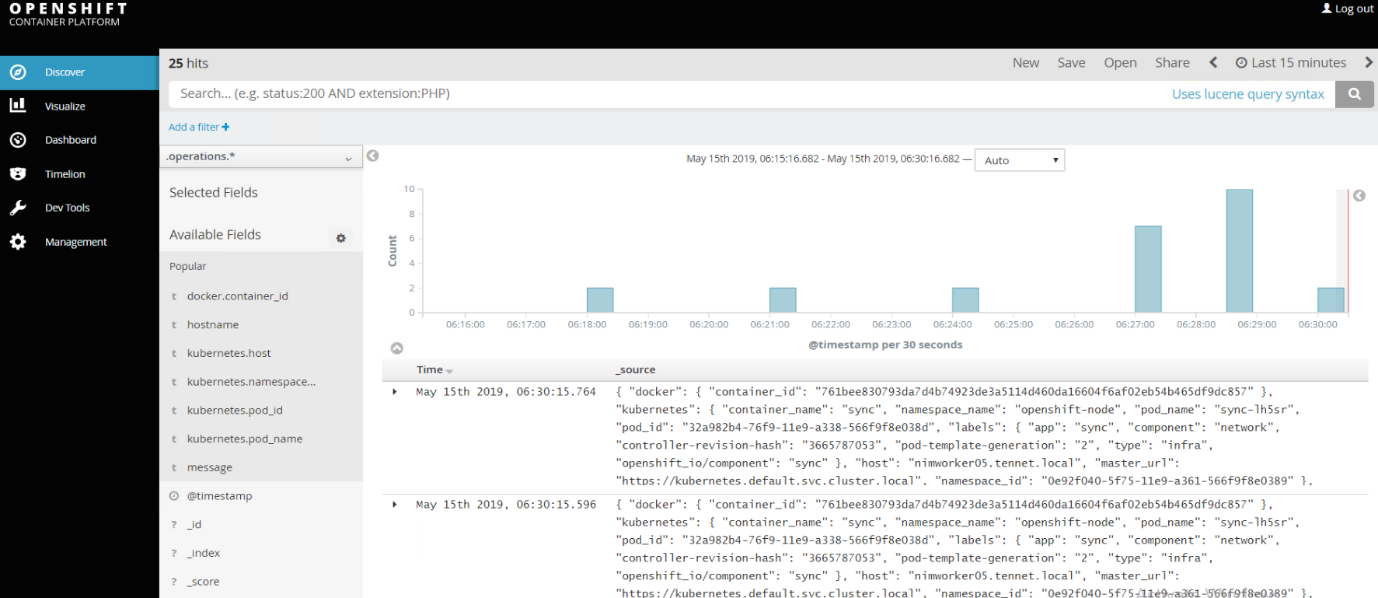 OPENSHIFT
CONTAINER PLATFORM
Log out
Discover
Visualize
Dashboard
Timelion
Dev Tools
Management
25 hits
New Save Open Share Last 15 minutes
Search... (e.g. status:200 AND extension:PHP) Uses lucene query syntax
Add a filter +
.operations.*
Selected Fields
Available Fields
Popular
t docker.container_id
t hostname
t kubernetes.host
t kubernetes.namespace...
t kubernetes.pod_id
t kubernetes.pod_name
t message
@timestamp
? _id
? _index
? _score
May 15th 2019, 06:15:16.682 - May 15th 2019, 06:30:16.682 — Auto
Count
10
8
6
4
2
0
06:16:00 06:17:00 06:18:00 06:19:00 06:20:00 06:21:00 06:22:00 06:23:00 06:24:00 06:25:00 06:26:00 06:27:00 06:28:00 06:29:00 06:30:00
@timestamp per 30 seconds
Time _source
May 15th 2019, 06:30:15.764 { "docker": { "container_id": "761bee830793da7d4b74923de3a5114d460da16604f6af02eb54b465df9dc857" },
"kubernetes": { "container_name": "sync", "namespace_name": "openshift-node", "pod_name": "sync-lh5sr",
"pod_id": "32a982b4-76f9-11e9-a338-566f9f8e038d", "labels": { "app": "sync", "component": "network",
"controller-revision-hash": "3665787053", "pod-template-generation": "2", "type": "infra",
"openshift_io/component": "sync" }, "host": "nimworker05.tennet.local", "master_url":
"https://kubernetes.default.svc.cluster.local", "namespace_id": "0e92f040-5f75-11e9-a361-566f9f8e0389" },
May 15th 2019, 06:30:15.596 { "docker": { "container_id": "761bee830793da7d4b74923de3a5114d460da16604f6af02eb54b465df9dc857" },
"kubernetes": { "container_name": "sync", "namespace_name": "openshift-node", "pod_name": "sync-lh5sr",
"pod_id": "32a982b4-76f9-11e9-a338-566f9f8e038d", "labels": { "app": "sync", "component": "network",
"controller-revision-hash": "3665787053", "pod-template-generation": "2", "type": "infra",
"openshift_io/component": "sync" }, "host": "nimworker05.tennet.local", "master_url":
"https://kubernetes.default.svc.cluster.local", "namespace_id": "0e92f040-5f75-11e9-a361-566f9f8e0389" },